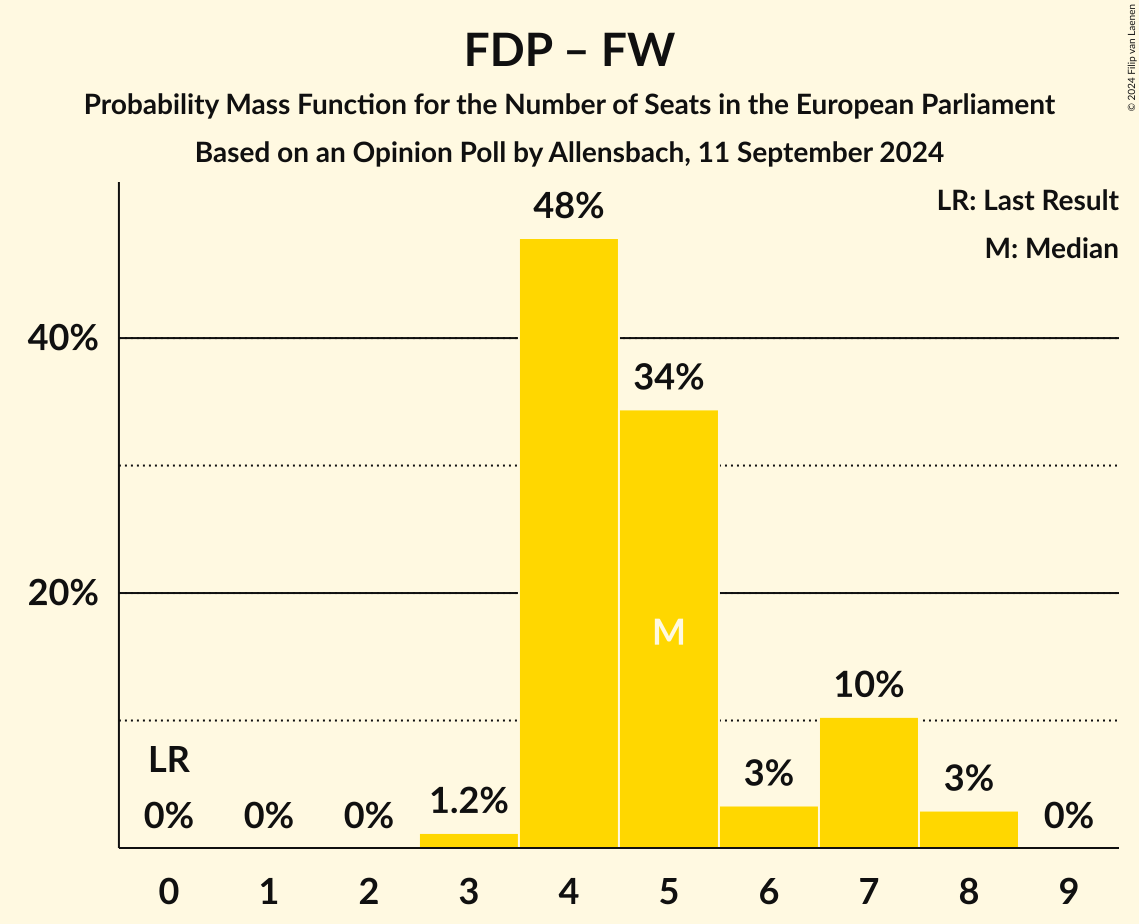 FDP – FW
Probability Mass Function for the Number of Seats in the European Parliament
Based on an Opinion Poll by Allensbach, 11 September 2024
© 2024 Filip van Laenen
LR: Last Result
M: Median
48%
40%
34%
20%
M
10%
LR
3%
3%
1.2%
0%
0%
0%
0%
0
1
2
3
4
5
6
7
8
9